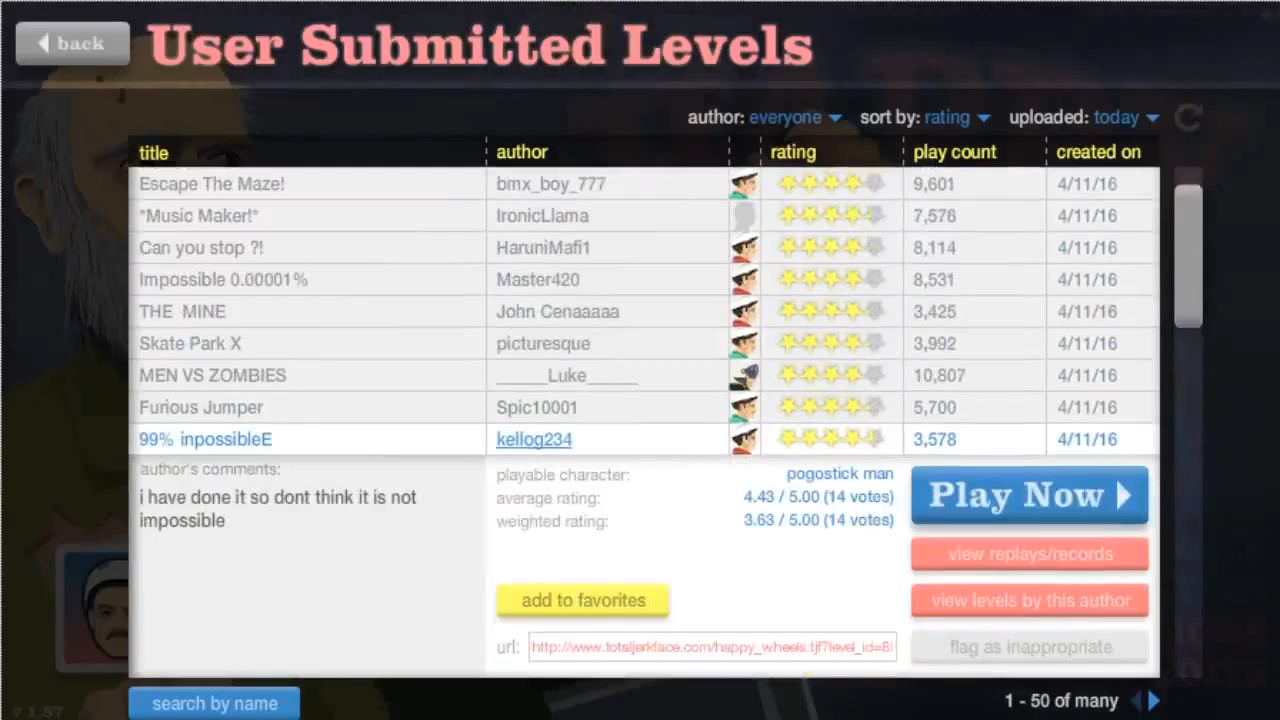 back
User Submitted Levels
author: everyone sort by: rating uploaded: today
title author rating play count created on
Escape The Maze! bmx_boy_777 9,601 4/11/16
*Music Maker!* IronicLlama 7,576 4/11/16
Can you stop ?! HaruniMafi1 8,114 4/11/16
Impossible 0.00001% Master420 8,531 4/11/16
THE MINE John Cenaaaaa 3,425 4/11/16
Skate Park X picturesque 3,992 4/11/16
MEN VS ZOMBIES _____Luke_____ 10,807 4/11/16
Furious Jumper Spic10001 5,700 4/11/16
99% inpossibleE kellog234 3,578 4/11/16
author's comments:
i have done it so dont think it is not
impossible
playable character: pogostick man
average rating: 4.43 / 5.00 (14 votes)
weighted rating: 3.63 / 5.00 (14 votes)
Play Now
view replays/records
add to favorites
view levels by this author
url: http://www.totaljerkface.com/happy_wheels.tjf?level_id=8
flag as inappropriate
search by name
1 - 50 of many
v 1.87